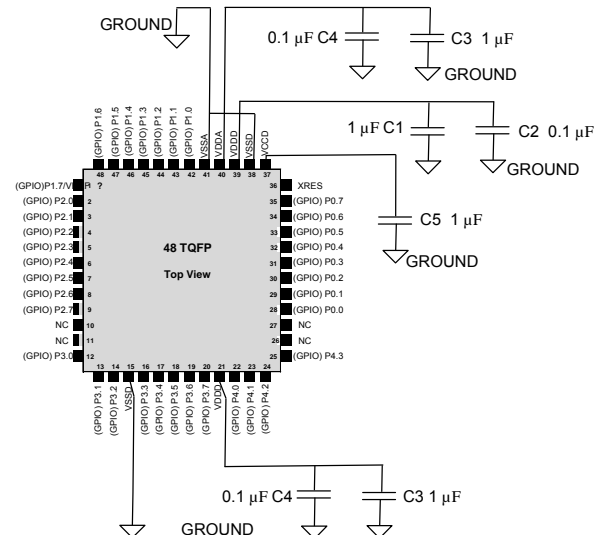 GROUND
0.1 µF C4
C3 1 µF
GROUND
1 µF C1
C2 0.1 µF
GROUND
C5 1 µF
GROUND
(GPIO) P1.6
(GPIO) P1.5
(GPIO) P1.4
(GPIO) P1.3
(GPIO) P1.2
(GPIO) P1.1
(GPIO) P1.0
VSSA
VDDA
VDDD
VSSD
VCCD
48 47 46 45 44 43 42 41 40 39 38 37
(GPIO)P1.7/V
?
(GPIO) P2.0 2
(GPIO) P2.1 3
(GPIO) P2.2 4
(GPIO) P2.3 5
(GPIO) P2.4 6
(GPIO) P2.5 7
(GPIO) P2.6 8
(GPIO) P2.7 9
NC 10
NC 11
(GPIO) P3.0 12
48 TQFP
Top View
36 XRES
35 (GPIO) P0.7
34 (GPIO) P0.6
33 (GPIO) P0.5
32 (GPIO) P0.4
31 (GPIO) P0.3
30 (GPIO) P0.2
29 (GPIO) P0.1
28 (GPIO) P0.0
27 NC
26 NC
25 (GPIO) P4.3
13 14 15 16 17 18 19 20 21 22 23 24
(GPIO) P3.1
(GPIO) P3.2
VSSD
(GPIO) P3.3
(GPIO) P3.4
(GPIO) P3.5
(GPIO) P3.6
(GPIO) P3.7
VDDD
(GPIO) P4.0
(GPIO) P4.1
(GPIO) P4.2
0.1 µF C4
C3 1 µF
GROUND